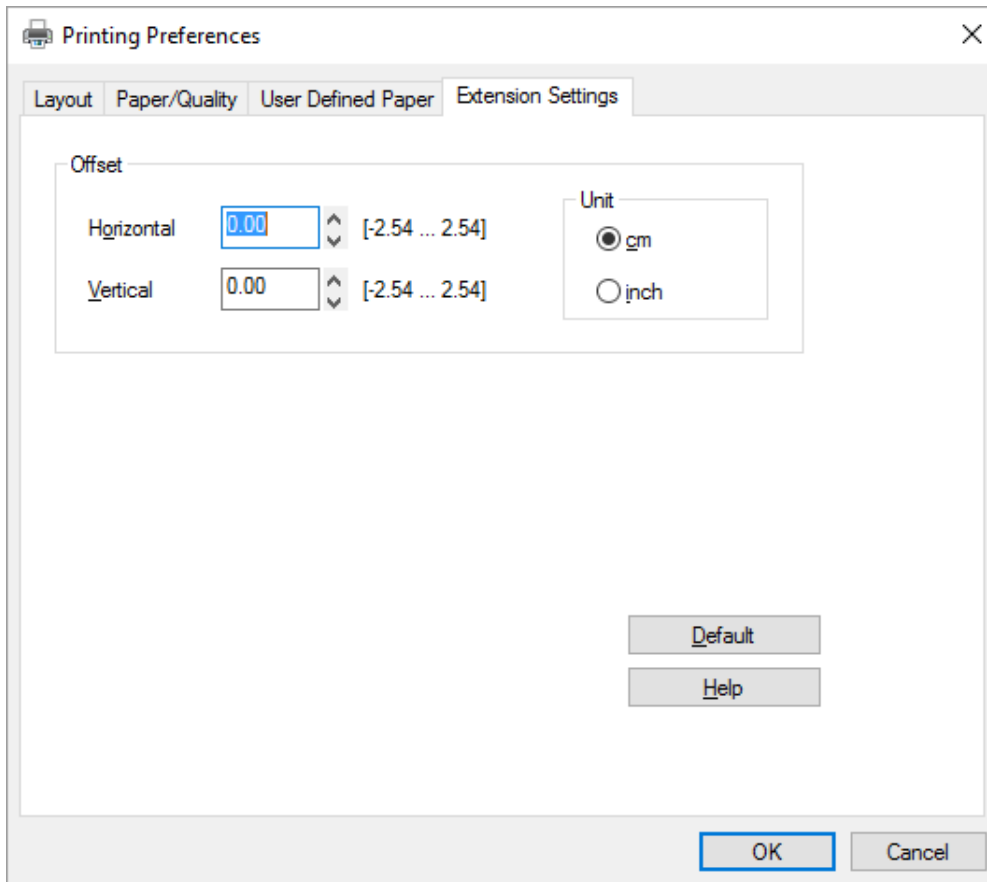 Printing Preferences
Layout Paper/Quality User Defined Paper Extension Settings
Offset
Unit
Horizontal 0.00 [-2.54 ... 2.54]
cm
Vertical 0.00 [-2.54 ... 2.54]
inch
Default
Help
OK Cancel